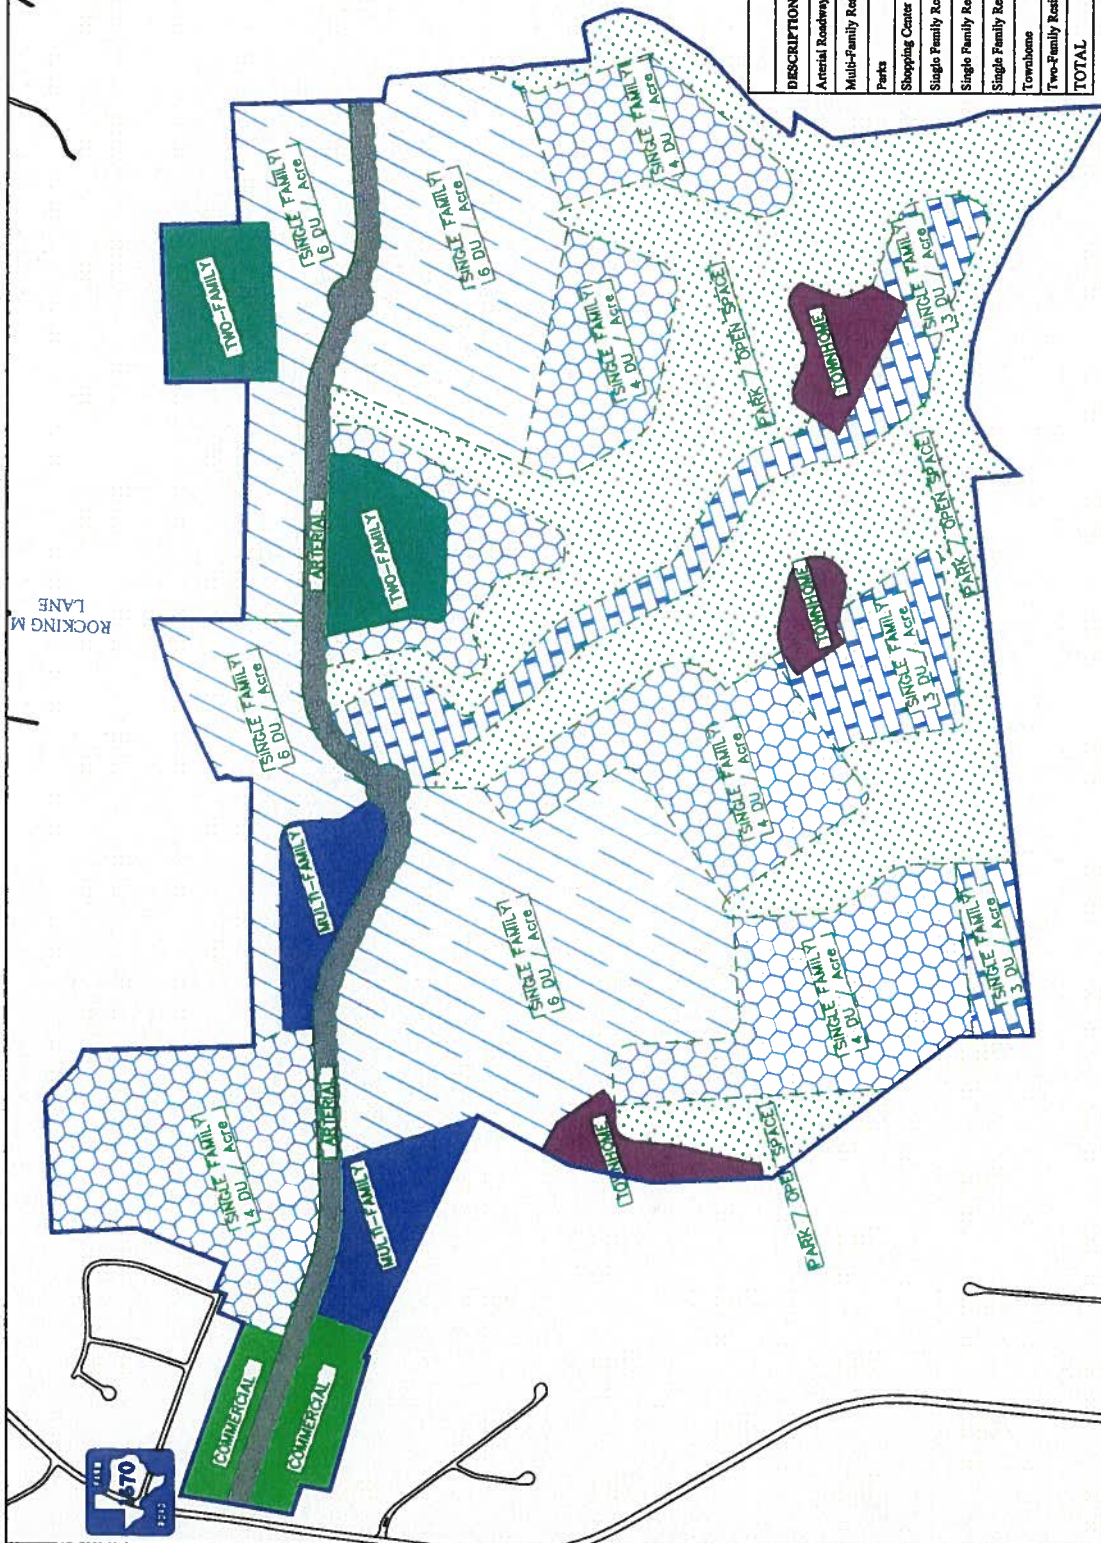 ROCKING M
LANE
FARM
1670
ROAD
COMMERCIAL
COMMERCIAL
SINGLE FAMILY
4 DU / Acre
ARTERIAL
MULTI-FAMILY
MULTI-FAMILY
SINGLE FAMILY
6 DU / Acre
SINGLE FAMILY
6 DU / Acre
TOWNHOME
PARK / OPEN SPACE
SINGLE FAMILY
4 DU / Acre
SINGLE FAMILY
3 DU / Acre
SINGLE FAMILY
4 DU / Acre
ARTERIAL
TWO-FAMILY
TWO-FAMILY
SINGLE FAMILY
6 DU / Acre
SINGLE FAMILY
6 DU / Acre
SINGLE FAMILY
4 DU / Acre
SINGLE FAMILY
4 DU / Acre
PARK / OPEN SPACE
TOWNHOME
SINGLE FAMILY
3 DU / Acre
TOWNHOME
SINGLE FAMILY
3 DU / Acre
PARK / OPEN SPACE
DESCRIPTION
Arterial Roadway
Multi-Family
Parks
Shopping Center
Single Family
Single Family
Single Family
Townhome
Two-Family
TOTAL